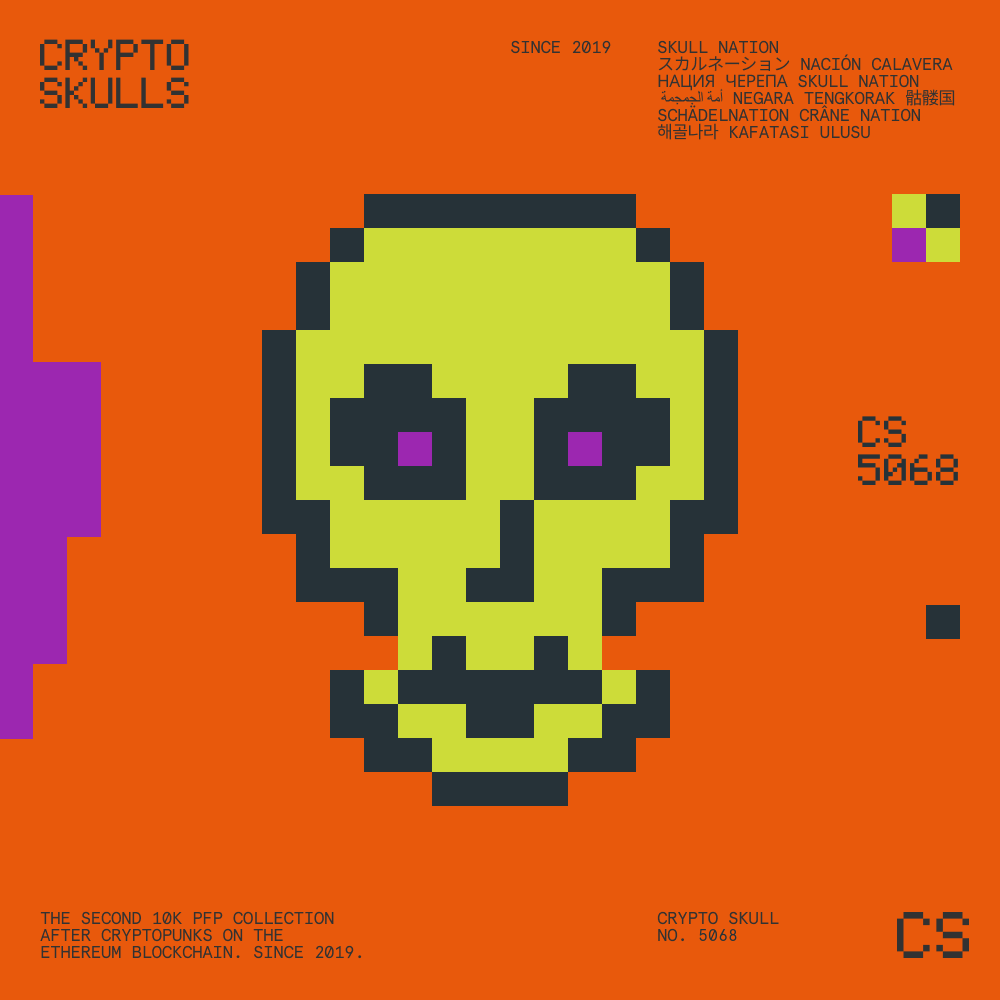 CRYPTO
SKULLS
SINCE 2019
SKULL NATION
スカルネーション NACIÓN CALAVERA
НАЦИЯ ЧЕРЕПА SKULL NATION
أمة الجمجمة NEGARA TENGKORAK 骷髏国
SCHÄDELNATION CRÂNE NATION
해골나라 KAFATASI ULUSU
CS
5068
THE SECOND 10K PFP COLLECTION
AFTER CRYPTOPUNKS ON THE
ETHEREUM BLOCKCHAIN. SINCE 2019.
CRYPTO SKULL
NO. 5068
CS